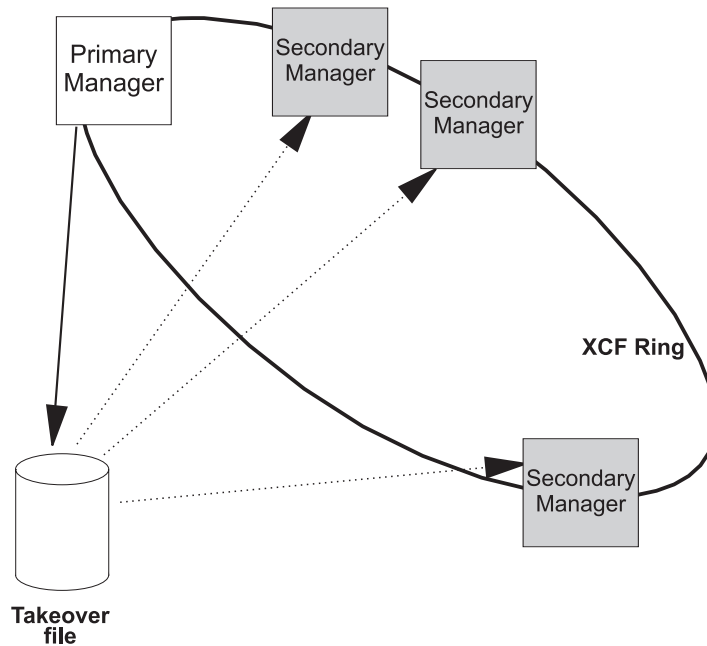 Primary
Manager
Secondary
Manager
Secondary
Manager
XCF Ring
Secondary
Manager
Takeover
file